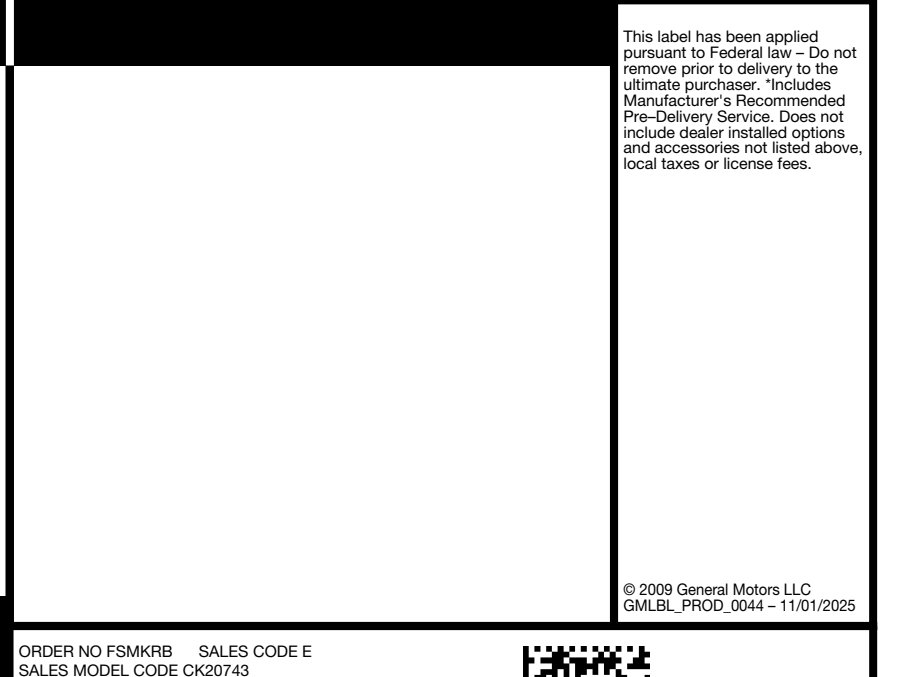 This label has been applied
pursuant to Federal law – Do not
remove prior to delivery to the
ultimate purchaser. *Includes
Manufacturer's Recommended
Pre–Delivery Service. Does not
include dealer installed options
and accessories not listed above,
local taxes or license fees.
© 2009 General Motors LLC
GMLBL_PROD_0044 – 11/01/2025
ORDER NO FSMKRB SALES CODE E
SALES MODEL CODE CK20743